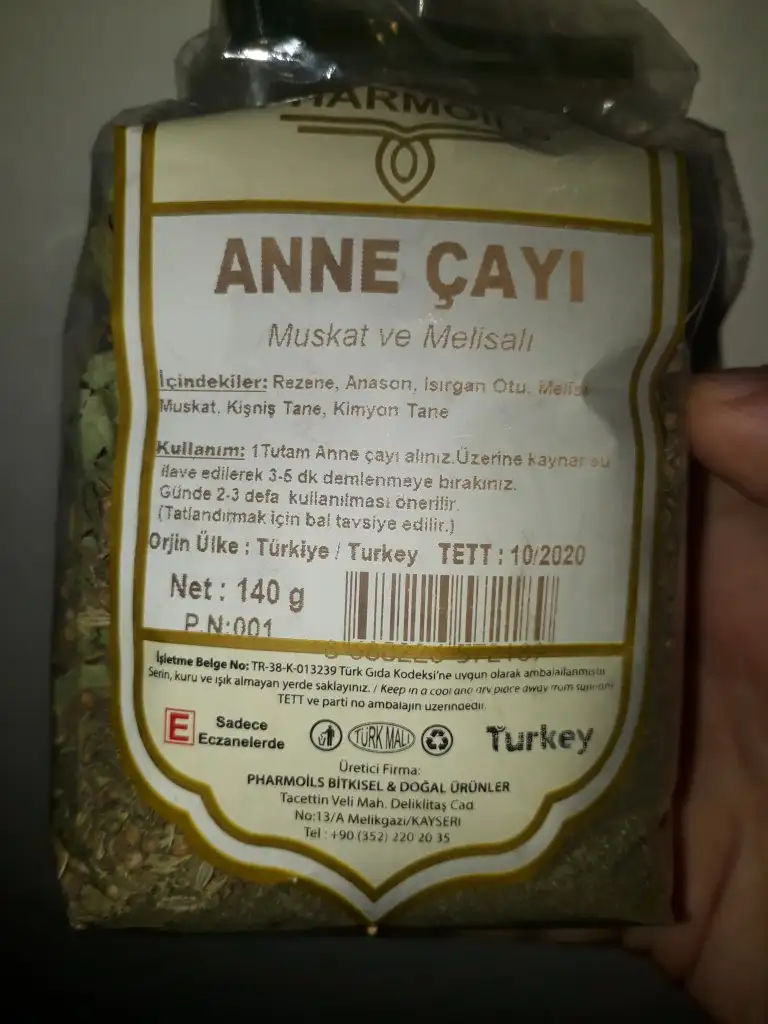 ANNE ÇAYI
Muskat ve Melisalı
İçindekiler: Rezene, Anason, Isırgan Otu,
Muskat, Kişniş Tane, Kimyon Tane
Kullanım: 1Tutam Anne çayı alınız.Üzerine kaynar su
ilave edilerek 3-5 dk demlenmeye bırakınız.
Günde 2-3 defa kullanılması önerilir.
(Tatlandırmak için bal tavsiye edilir.)
Orjin Ülke : Türkiye / Turkey TETT : 10/2020
Net : 140 g
P.N:001
İşletme Belge No: TR-38-K-013239 Türk Gıda Kodeksi'ne uygun olarak ambalajlanmıştır
Serin, kuru ve ışık almayan yerde saklayınız. / Keep in a cool and dry place away from
TETT ve parti no ambalajın üzerindedir.
E Sadece
Eczanelerde
TÜRK MALI
Turkey
Üretici Firma:
PHARMOİLS BİTKISEL & DOĞAL ÜRÜNLER
Tacettin Veli Mah. Deliklitaş Cad.
No:13/A Melikgazi/KAYSERİ
Tel : +90 (352) 220 20 35